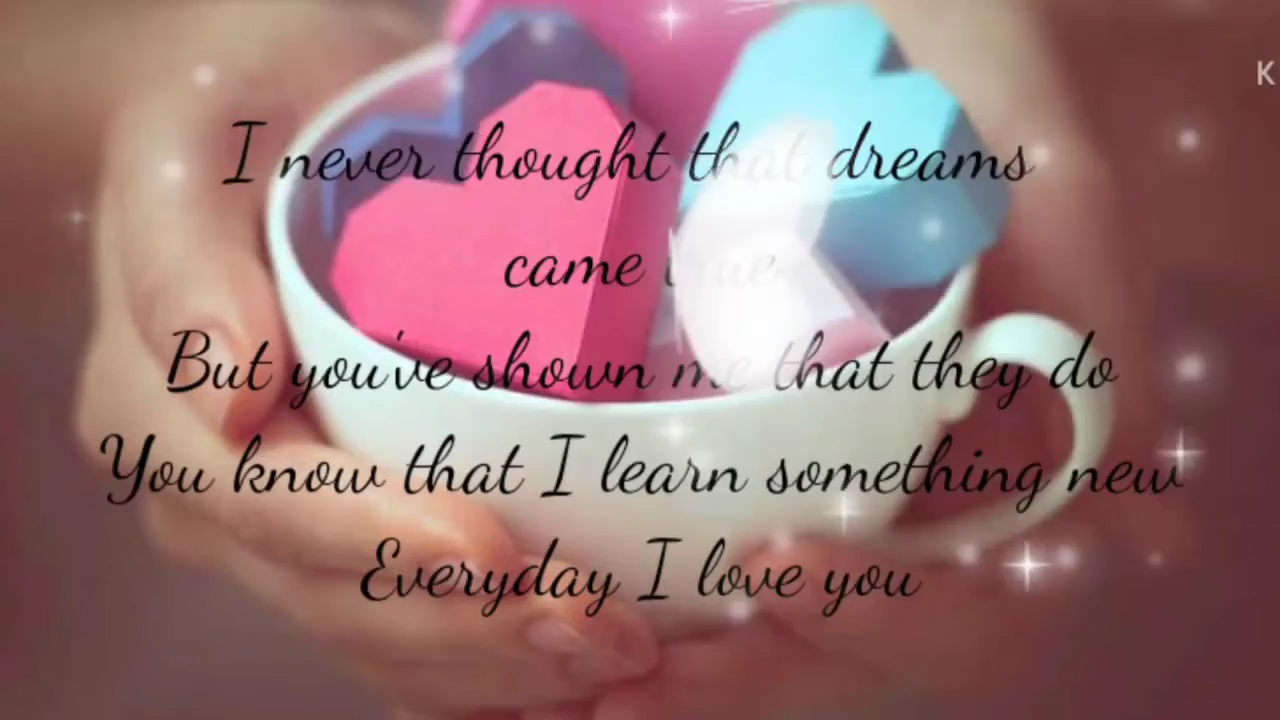 I never thought that dreams
came true
But you've shown me that they do
You know that I learn something new
Everyday I love you
K